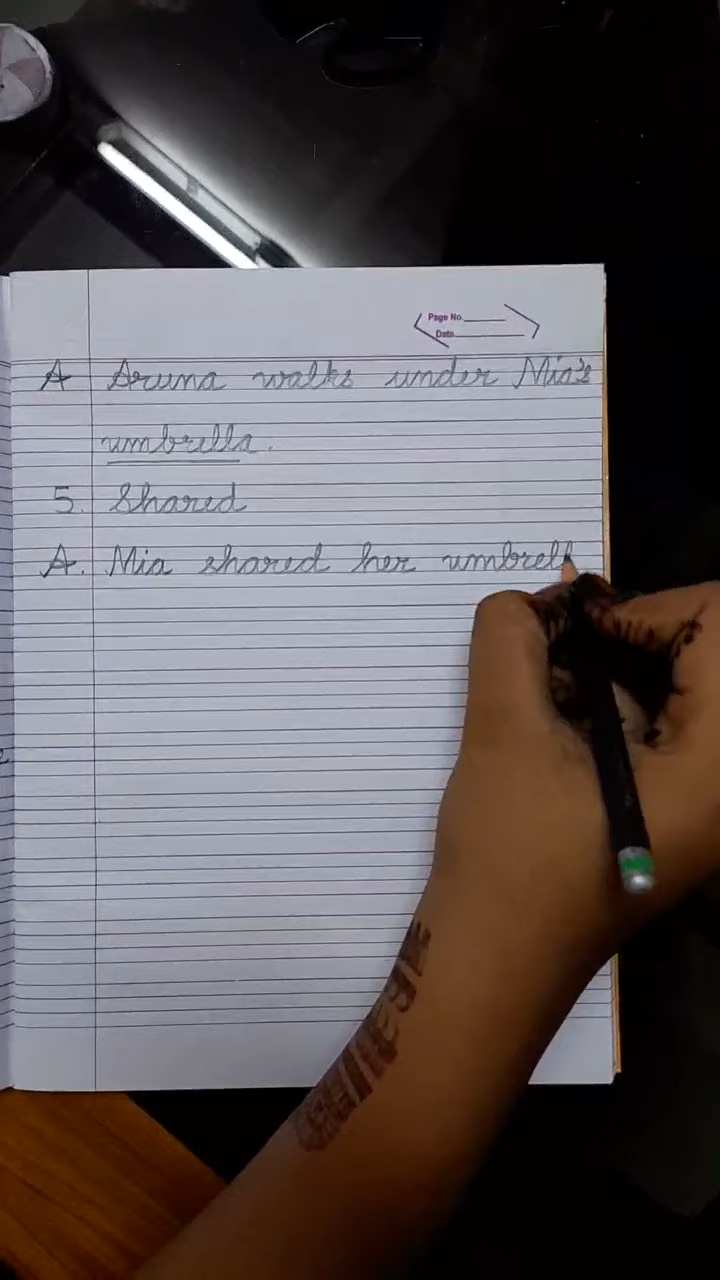 Page No.
Date
A Aruna walks under Mia's
umbrella.
5. Shared
A. Mia shared her umbrell